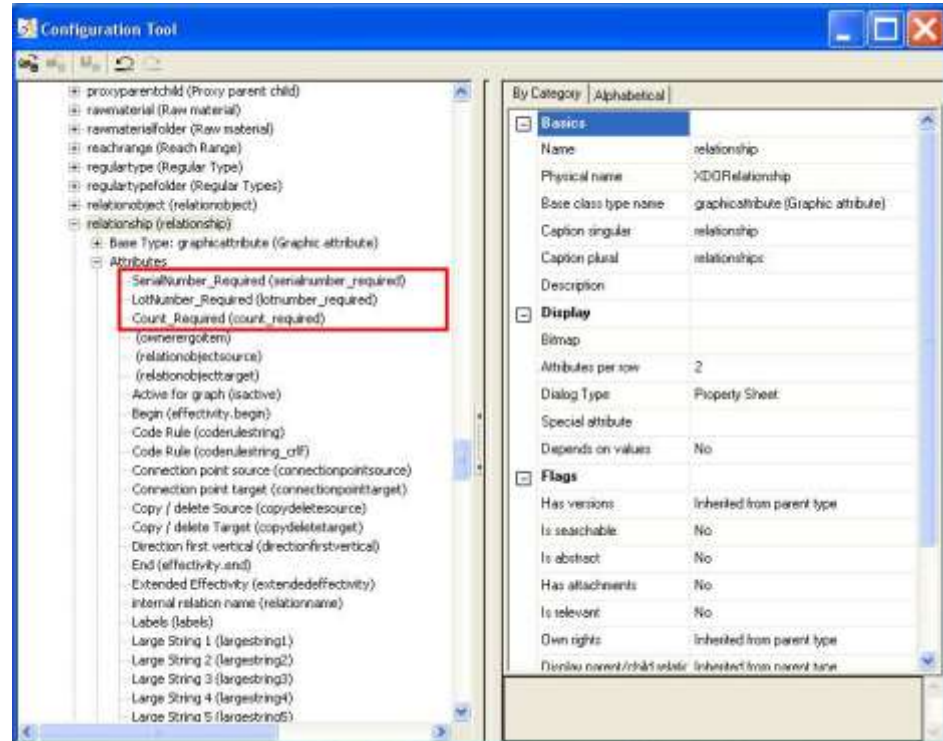 Configuration Tool
proxyparentchild (Proxy parent child)
rawmaterial (Raw material)
rawmaterialfolder (Raw material)
reachrange (Reach Range)
regulartype (Regular Type)
regulartypefolder (Regular Types)
relationobject (relationobject)
relationship (relationship)
Base Type: graphicattribute (Graphic attribute)
Attributes
SerialNumber_Required (serialnumber_required)
LotNumber_Required (lotnumber_required)
Count_Required (count_required)
(ownerergoitem)
(relationobjectsource)
(relationobjecttarget)
Active for graph (isactive)
Begin (effectivity.begin)
Code Rule (coderulestring)
Code Rule (coderulestring_crlf)
Connection point source (connectionpointsource)
Connection point target (connectionpointtarget)
Copy / delete Source (copydeletesource)
Copy / delete Target (copydeletetarget)
Direction first vertical (directionfirstvertical)
End (effectivity.end)
Extended Effectivity (extendedeffectivity)
internal relation name (relationname)
Labels (labels)
Large String 1 (largestring1)
Large String 2 (largestring2)
Large String 3 (largestring3)
Large String 4 (largestring4)
Large String 5 (largestring5)
By Category Alphabetical
Basics
Name relationship
Physical name XDORelationship
Base class type name graphicattribute (Graphic attribute)
Caption singular relationship
Caption plural relationships
Description
Display
Bitmap
Attributes per row 2
Dialog Type Property Sheet
Special attribute
Depends on values No
Flags
Has versions Inherited from parent type
Is searchable No
Is abstract No
Has attachments No
Is relevant No
Own rights Inherited from parent type
Display parent/child relatic Inherited from parent type